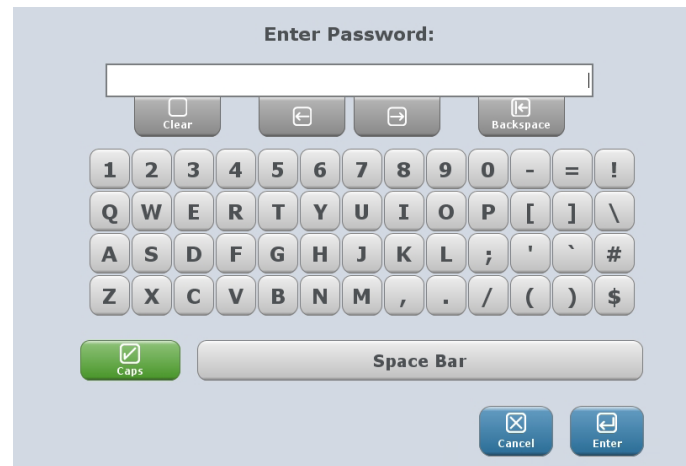 Enter Password:
Clear Backspace
1 2 3 4 5 6 7 8 9 0 - = !
Q W E R T Y U I O P [ ] \
A S D F G H J K L ; ' ` #
Z X C V B N M , . / ( ) $
Caps Space Bar
Cancel Enter